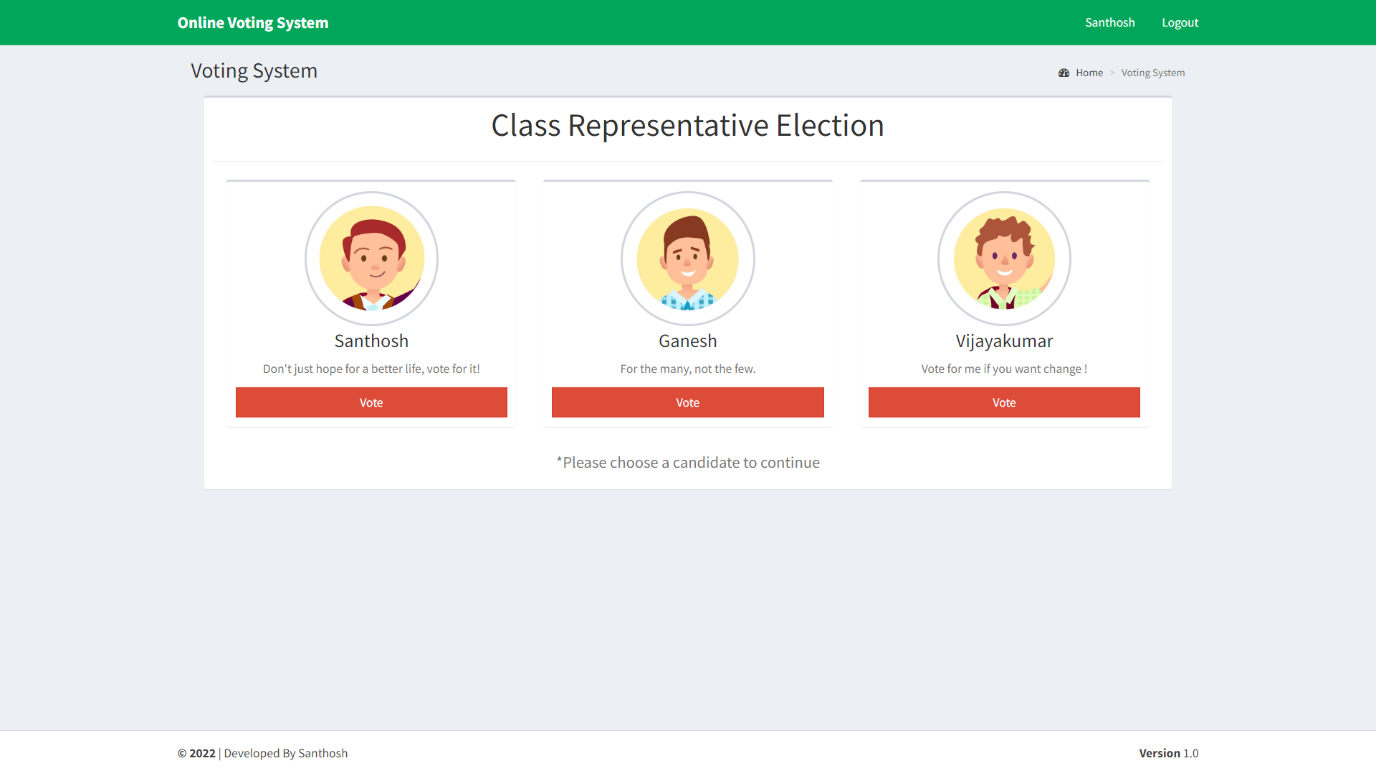 Online Voting System Santhosh Logout
Voting System Home > Voting System
Class Representative Election
Santhosh Ganesh Vijayakumar
Don't just hope for a better life, vote for it! For the many, not the few. Vote for me if you want change !
Vote Vote Vote
*Please choose a candidate to continue
© 2022 | Developed By Santhosh Version 1.0